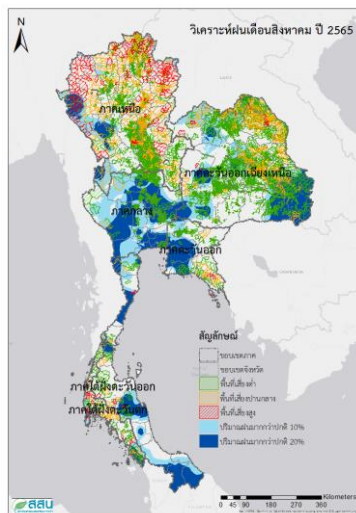 วิเคราะห์ฝนเดือนสิงหาคม ปี 2565
N
ภาคเหนือ
ภาคตะวันออกเฉียงเหนือ
ภาคกลาง
ภาคตะวันออก
ภาคใต้ฝั่งตะวันออก
ภาคใต้ฝั่งตะวันตก
สัญลักษณ์
ขอบเขตภาค
ขอบเขตจังหวัด
พื้นที่เสี่ยงต่ำ
พื้นที่เสี่ยงปานกลาง
พื้นที่เสี่ยงสูง
ปริมาณฝนมากกว่าปกติ 10%
ปริมาณฝนมากกว่าปกติ 20%
Kilometers
0 45 90 180 270 360
สสน